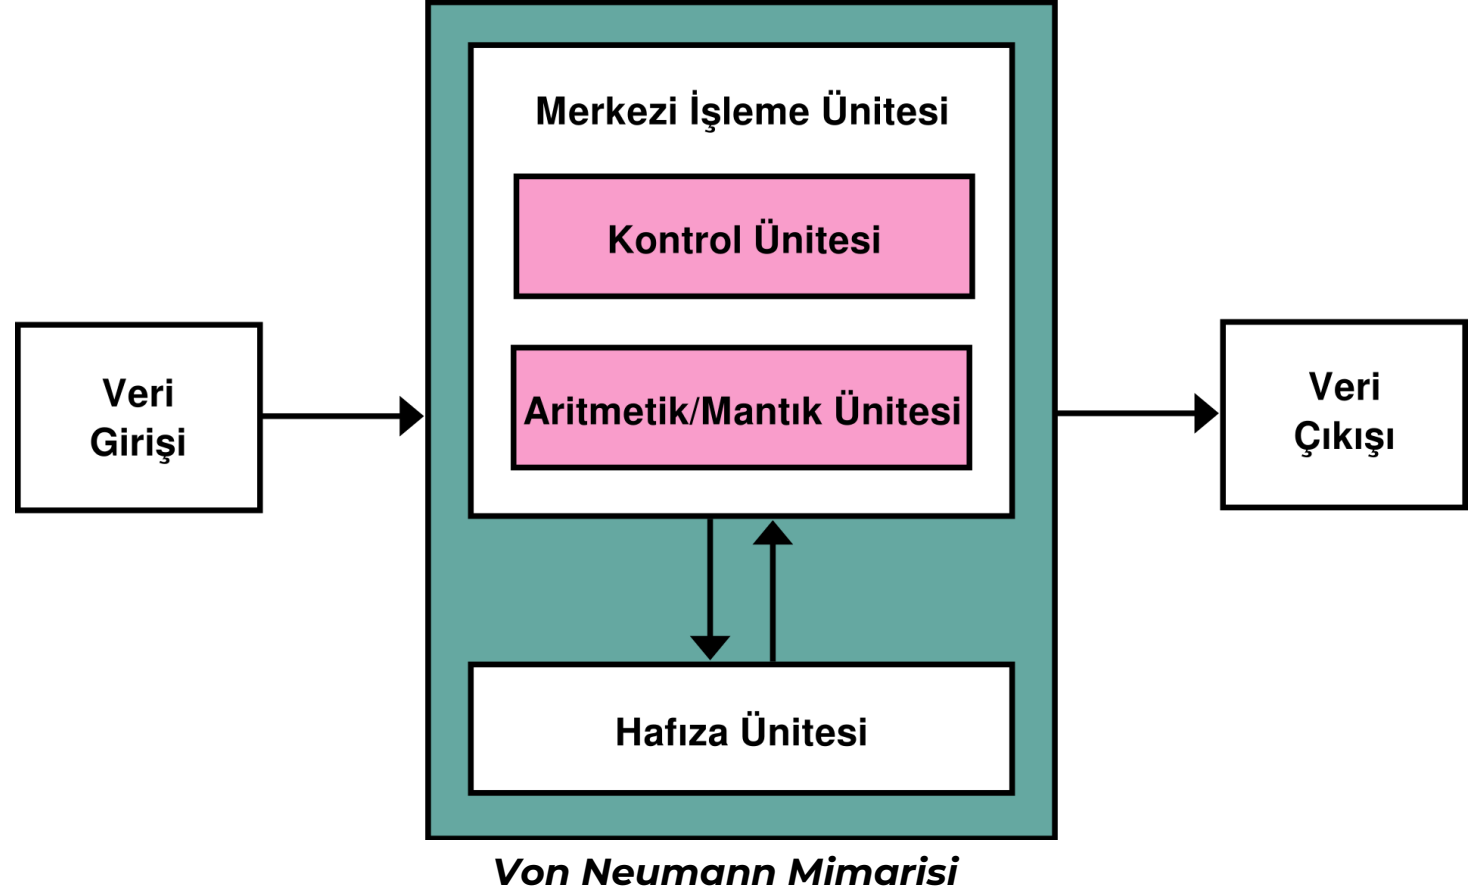 Merkezi İşleme Ünitesi
Kontrol Ünitesi
Aritmetik/Mantık Ünitesi
Veri
Girişi
Veri
Çıkışı
Hafıza Ünitesi
Von Neumann Mimarisi